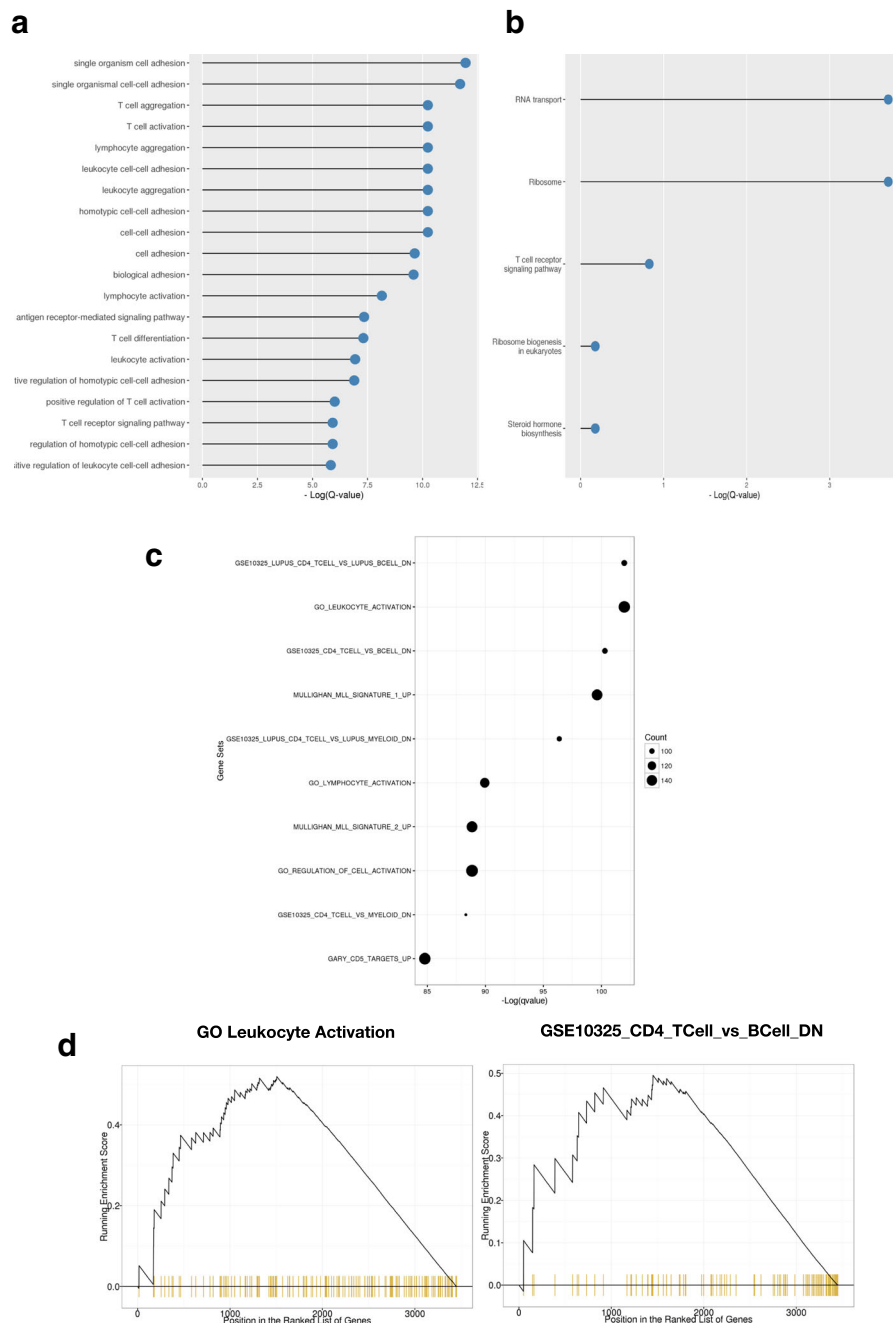 a
single organism cell adhesion
single organismal cell-cell adhesion
T cell aggregation
T cell activation
lymphocyte aggregation
leukocyte cell-cell adhesion
leukocyte aggregation
homotypic cell-cell adhesion
cell-cell adhesion
cell adhesion
biological adhesion
lymphocyte activation
antigen receptor-mediated signaling pathway
T cell differentiation
leukocyte activation
tive regulation of homotypic cell-cell adhesion
positive regulation of T cell activation
T cell receptor signaling pathway
regulation of homotypic cell-cell adhesion
sitive regulation of leukocyte cell-cell adhesion
0.0 2.5 5.0 7.5 10.0 12.5
- Log(Q-value)
b
RNA transport
Ribosome
T cell receptor
signaling pathway
Ribosome biogenesis
in eukaryotes
Steroid hormone
biosynthesis
0 1 2 3
- Log(Q-value)
c
Gene Sets
GSE10325_LUPUS_CD4_TCELL_VS_LUPUS_BCELL_DN
GO_LEUKOCYTE_ACTIVATION
GSE10325_CD4_TCELL_VS_BCELL_DN
MULLIGHAN_MLL_SIGNATURE_1_UP
GSE10325_LUPUS_CD4_TCELL_VS_LUPUS_MYELOID_DN
GO_LYMPHOCYTE_ACTIVATION
MULLIGHAN_MLL_SIGNATURE_2_UP
GO_REGULATION_OF_CELL_ACTIVATION
GSE10325_CD4_TCELL_VS_MYELOID_DN
GARY_CD5_TARGETS_UP
85 90 95 100
-Log(qvalue)
Count
100
120
140
d
GO Leukocyte Activation
Running Enrichment Score
0.4
0.2
0.0
0 1000 2000 3000
Position in the Ranked List of Genes
GSE10325_CD4_TCell_vs_BCell_DN
Running Enrichment Score
0.5
0.4
0.3
0.2
0.1
0.0
0 1000 2000 3000
Position in the Ranked List of Genes